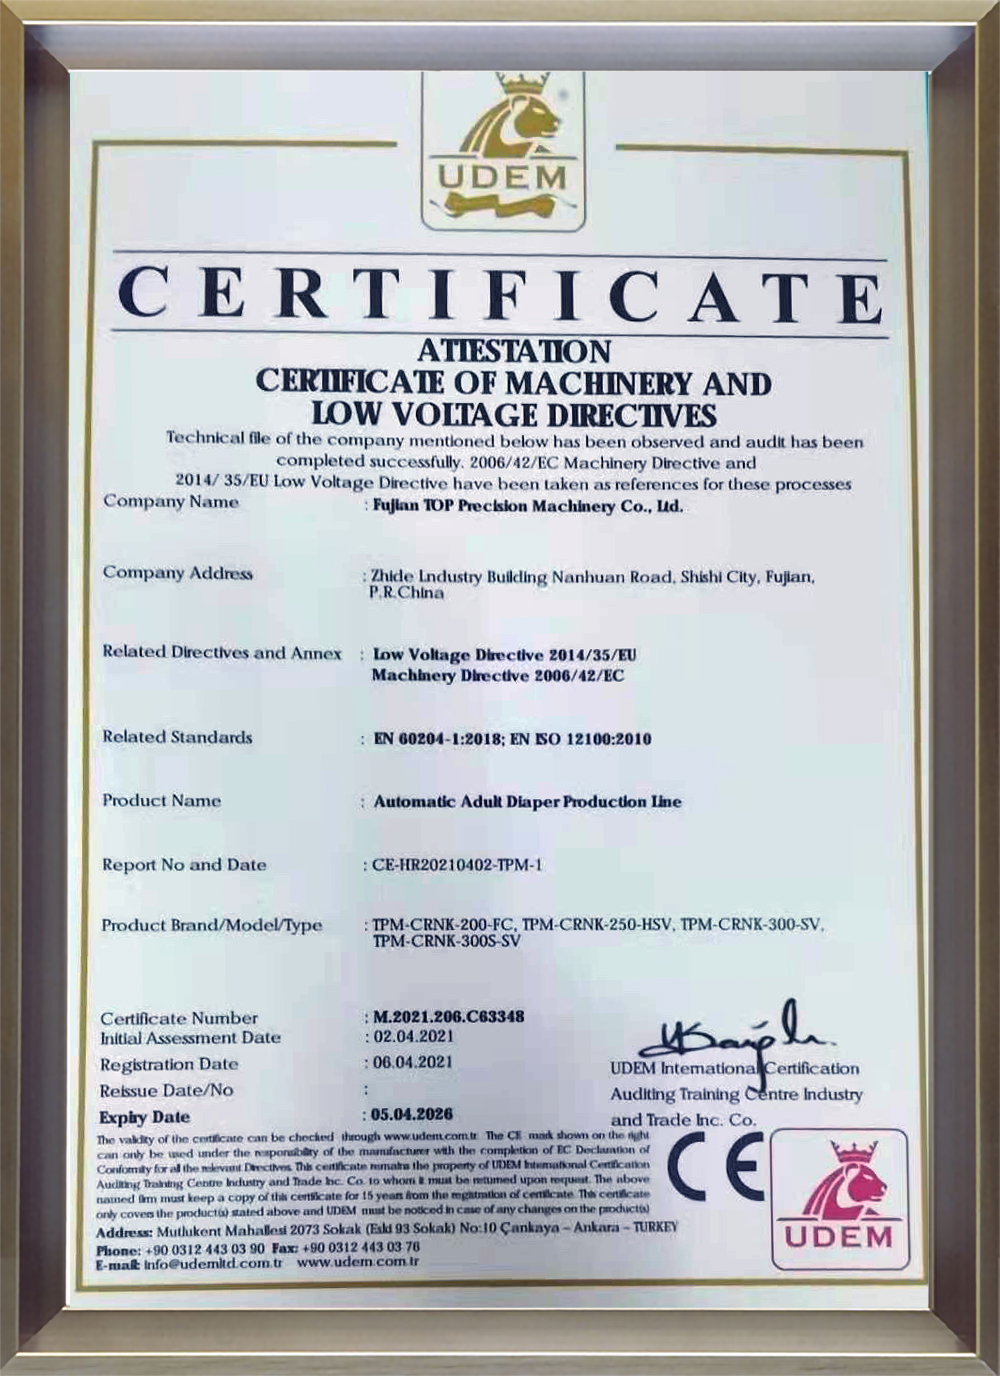 UDEM
CERTIFICATE
ATTESTATION
CERTIFICATE OF MACHINERY AND
LOW VOLTAGE DIRECTIVES
Technical file of the company mentioned below has been observed and audit has been
completed successfully. 2006/42/EC Machinery Directive and
2014/ 35/EU Low Voltage Directive have been taken as references for these processes
Company Name : Fujian TOP Precision Machinery Co., Ltd.
Company Address : Zhide Lndustry Building Nanhuan Road, Shishi City, Fujian,
P.R.China
Related Directives and Annex : Low Voltage Directive 2014/35/EU
Machinery Directive 2006/42/EC
Related Standards : EN 60204-1:2018; EN ISO 12100:2010
Product Name : Automatic Adult Diaper Production Line
Report No and Date : CE-HR20210402-TPM-1
Product Brand/Model/Type : TPM-CRNK-200-FC, TPM-CRNK-250-HSV, TPM-CRNK-300-SV,
TPM-CRNK-300S-SV
Certificate Number : M.2021.206.C63348
Initial Assessment Date : 02.04.2021
Registration Date : 06.04.2021
Reissue Date/No :
Expiry Date : 05.04.2026
UDEM International Certification
Auditing Training Centre Industry
and Trade Inc. Co.
The validity of the certificate can be checked through www.udem.com.tr. The CE mark shown on the right
can only be used under the responsibility of the manufacturer with the completion of EC Declaration of
Conformity for all the relevant Directives. This certificate remains the property of UDEM International Certification
Auditing Training Centre Industry and Trade Inc. Co. to whom it must be returned upon request. The above
named firm must keep a copy of this certificate for 15 years from the registration of certificate. This certificate
only covers the product(s) stated above and UDEM must be noticed in case of any changes on the product(s)
Address: Mutlukent Mahallesi 2073 Sokak (Eski 93 Sokak) No:10 Çankaya – Ankara – TURKEY
Phone: +90 0312 443 03 90 Fax: +90 0312 443 03 76
E-mail: info@udemltd.com.tr www.udem.com.tr
CE
UDEM